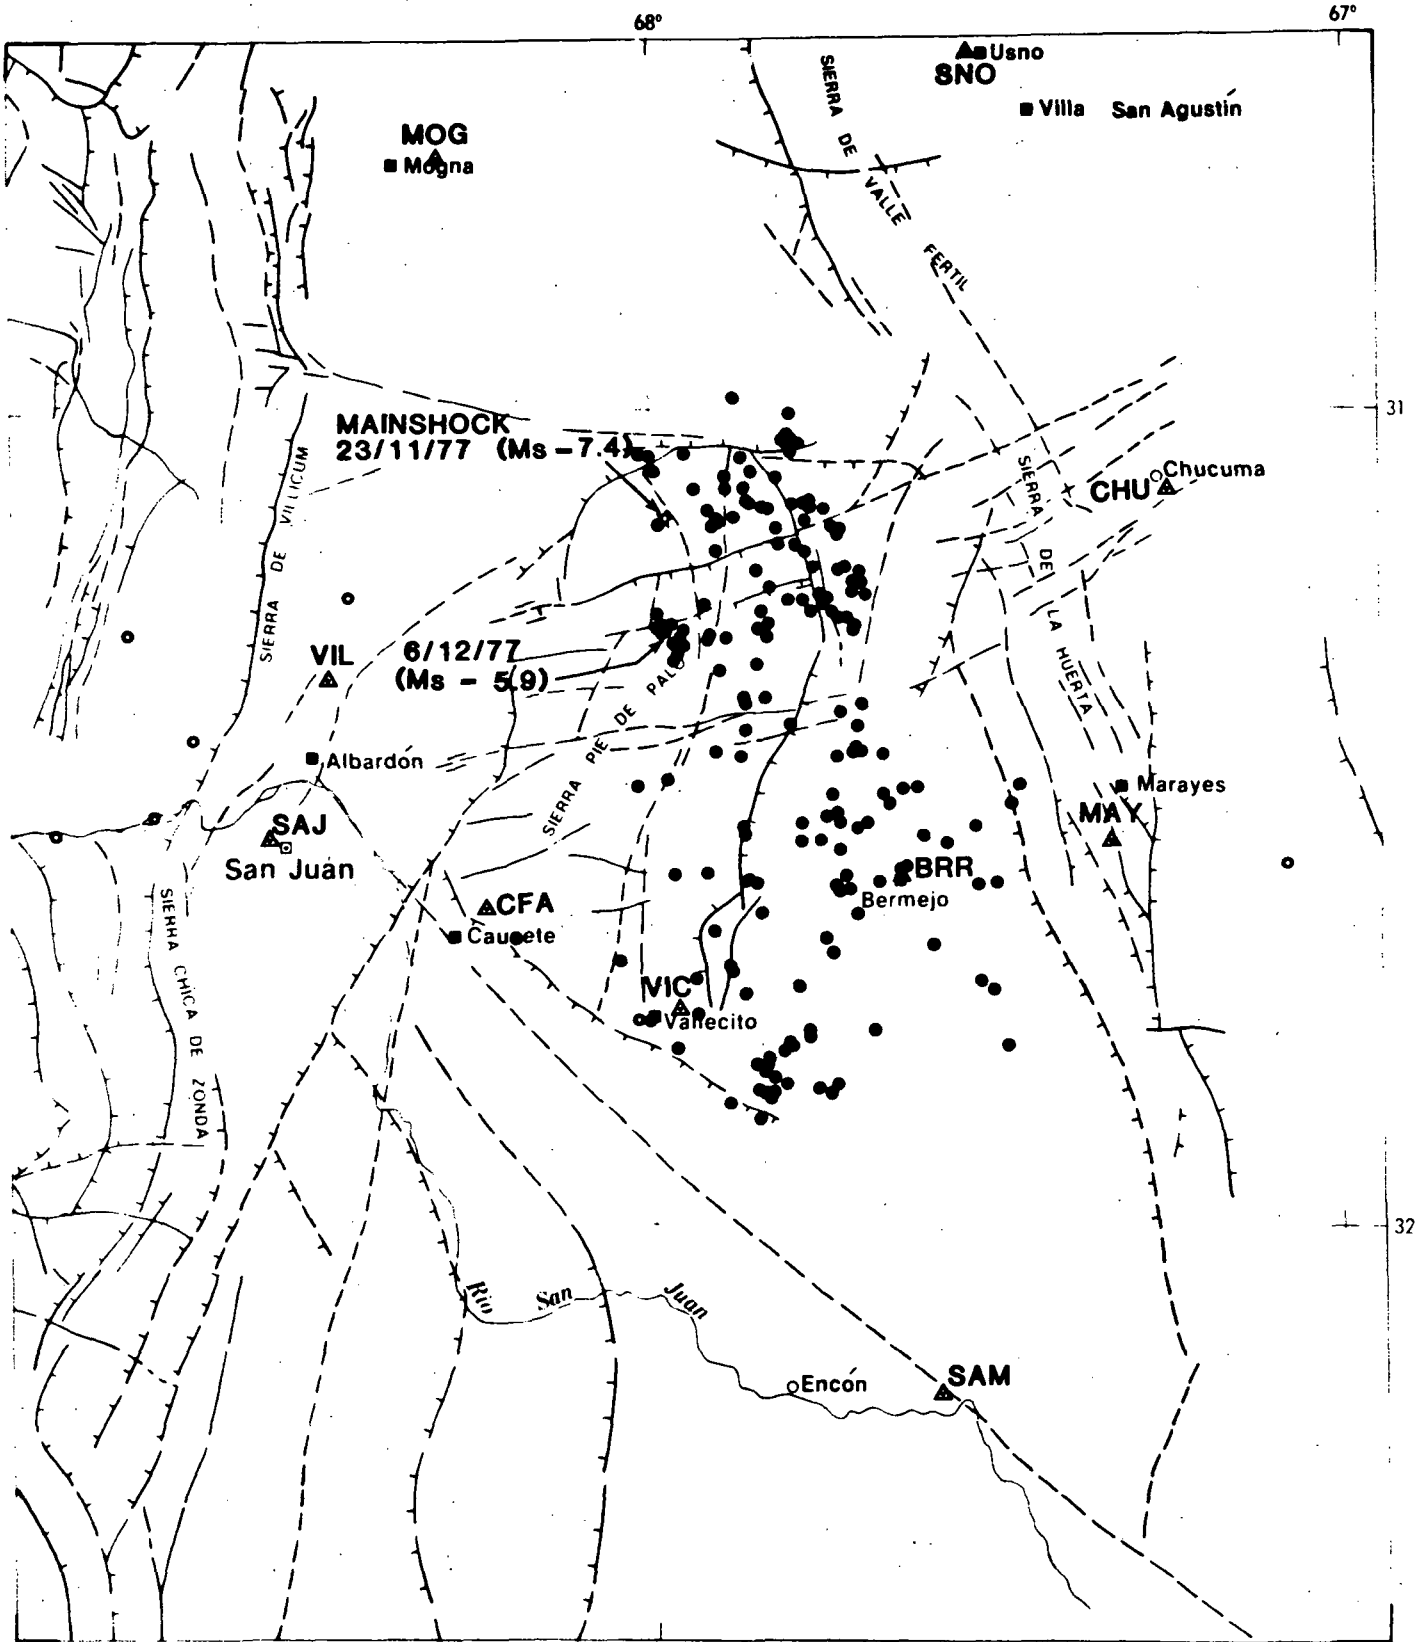 68°
67°
Usno
SNO
Villa San Agustín
MOG
Mogna
SIERRA DE VALLE FERTIL
31
MAINSHOCK
23/11/77 (Ms - 7.4)
SIERRA DE VILLICUM
CHU
Chucuma
SIERRA DE LA HUERTA
VIL
6/12/77
(Ms - 5.9)
SIERRA PIE DE PALO
Albardón
Marayes
MAY
SAJ
San Juán
BRR
Bermejo
CFA
Caucete
SIERRA CHICA DE ZONDA
VIC
Vallecito
32
Rio San Juan
Encón
SAM